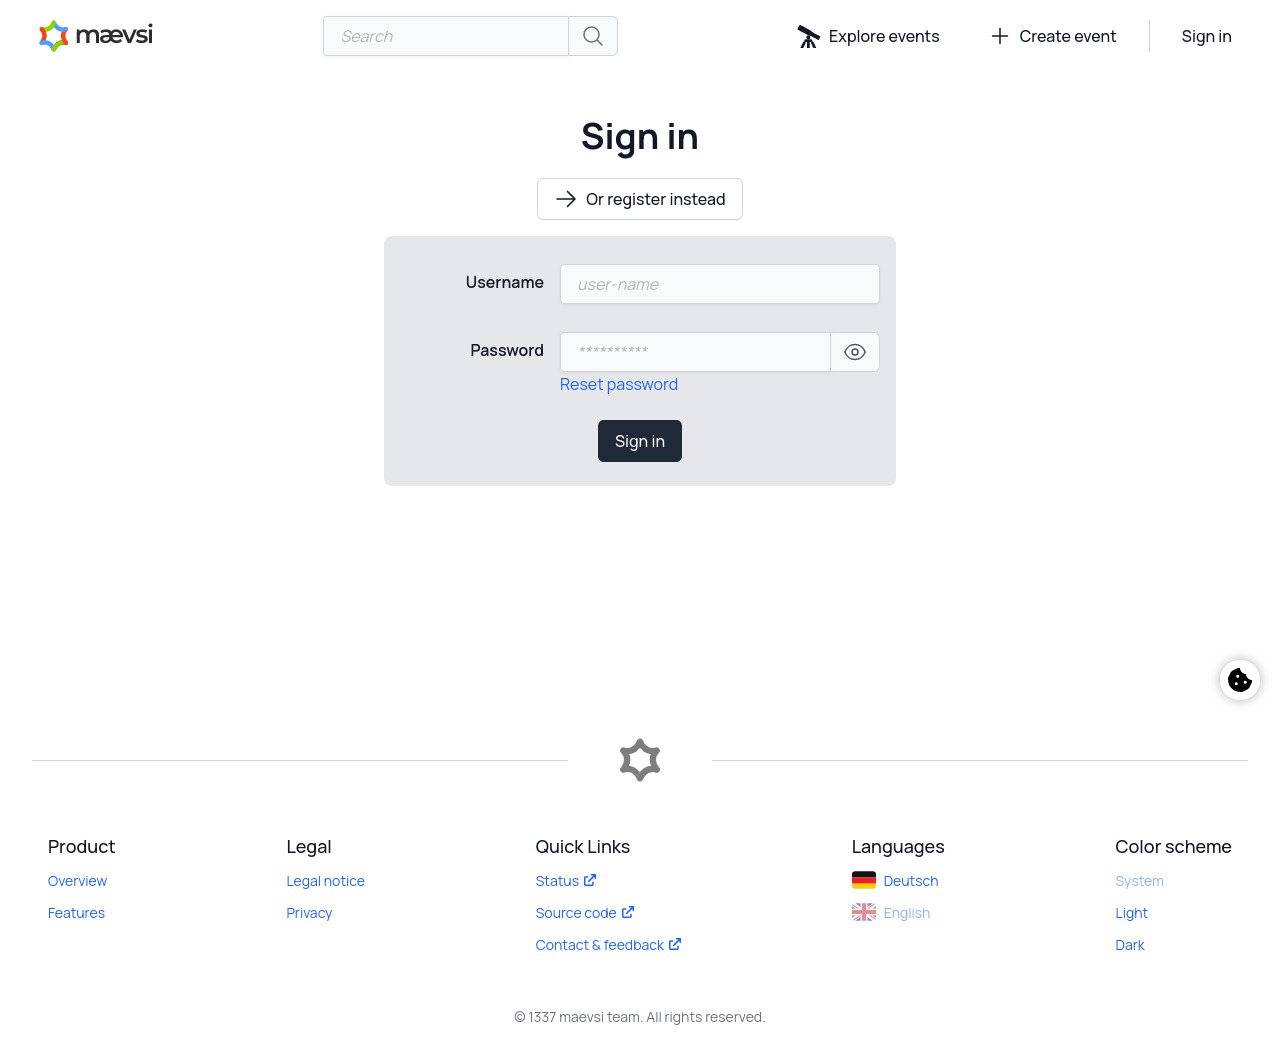 mævsi
Search
Explore events
Create event
Sign in
Sign in
Or register instead
Username
user-name
Password
**********
Reset password
Sign in
Product
Overview
Features
Legal
Legal notice
Privacy
Quick Links
Status
Source code
Contact & feedback
Languages
Deutsch
English
Color scheme
System
Light
Dark
© 1337 maevsi team. All rights reserved.